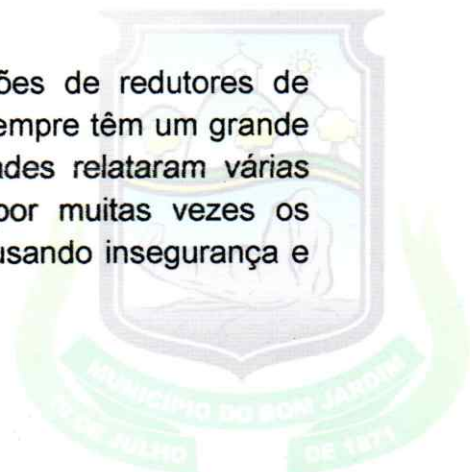 ões de redutores de
empre têm um grande
ades relataram várias
por muitas vezes os
usando insegurança e
MUNICÍPIO DO BOM JARDIM
19 DE JULHO DE 1871